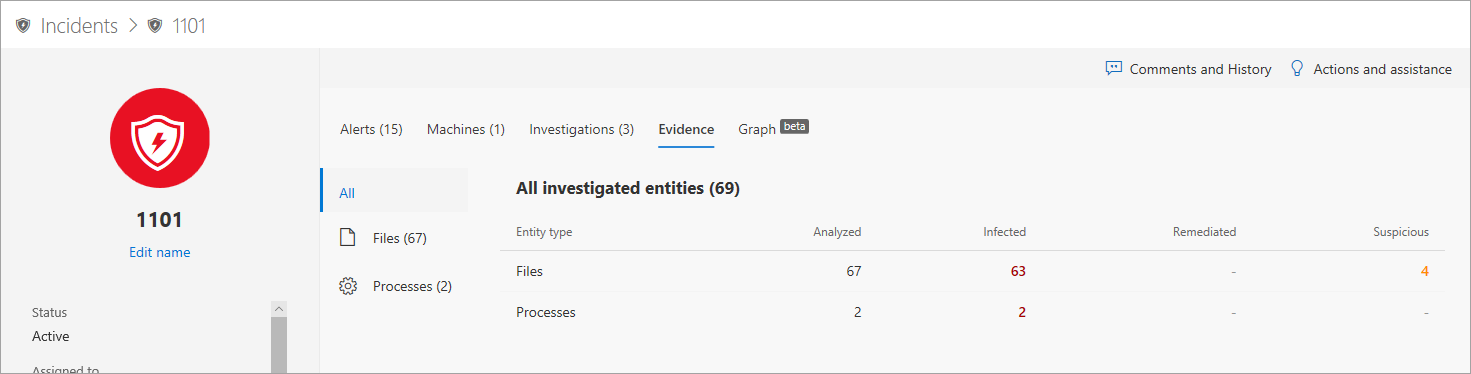 Incidents > 1101
Comments and History Actions and assistance
Alerts (15) Machines (1) Investigations (3) Evidence Graph beta
1101
Edit name
Status
Active
Assigned to
All
Files (67)
Processes (2)
All investigated entities (69)
Entity type Analyzed Infected Remediated Suspicious
Files 67 63 - 4
Processes 2 2 - -